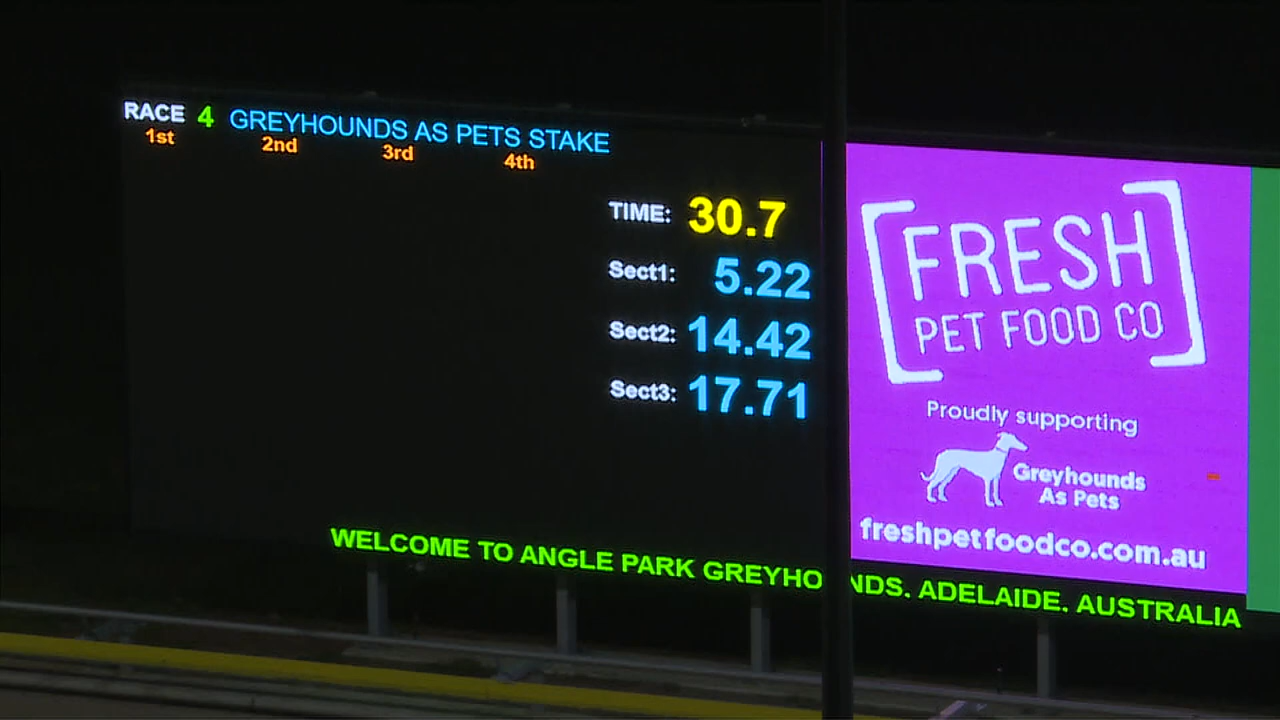 RACE 4 GREYHOUNDS AS PETS STAKE
1st 2nd 3rd 4th
TIME: 30.7
Sect1: 5.22
Sect2: 14.42
Sect3: 17.71
FRESH
PET FOOD CO
Proudly supporting
Greyhounds
As Pets
freshpetfoodco.com.au
WELCOME TO ANGLE PARK GREYHO NDS. ADELAIDE. AUSTRALIA